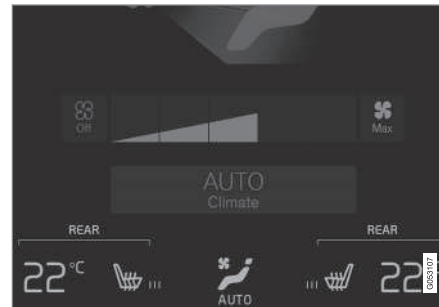 Off
Max
AUTO
Climate
REAR
REAR
22°C
22
AUTO
G053107